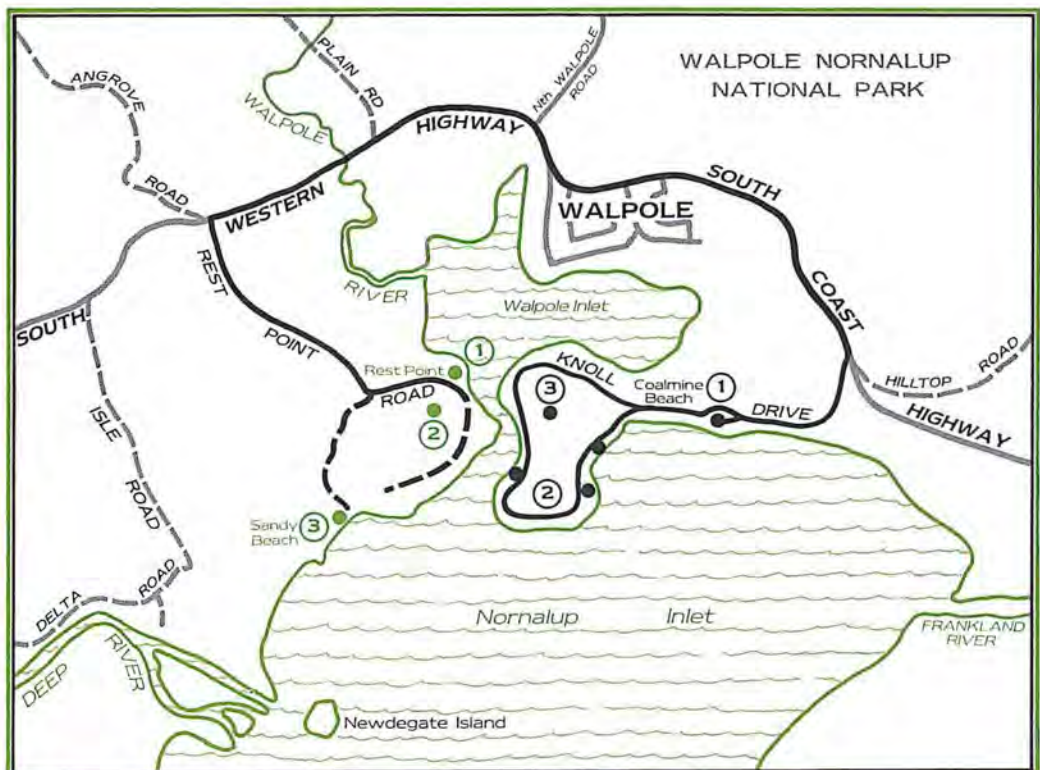 WALPOLE NORNALUP
NATIONAL PARK
ANGROVE
ROAD
PLAIN
RD
WALPOLE
RIVER
Nth WALPOLE
ROAD
SOUTH
WESTERN
HIGHWAY
SOUTH
COAST
HIGHWAY
WALPOLE
REST
POINT
ROAD
Walpole Inlet
1
Rest Point
2
3
Sandy
Beach
KNOLL
DRIVE
3
2
Coalmine
Beach
1
HILLTOP
ROAD
ISLE
ROAD
DELTA
ROAD
DEEP
RIVER
Nornalup Inlet
FRANKLAND
RIVER
Newdegate Island